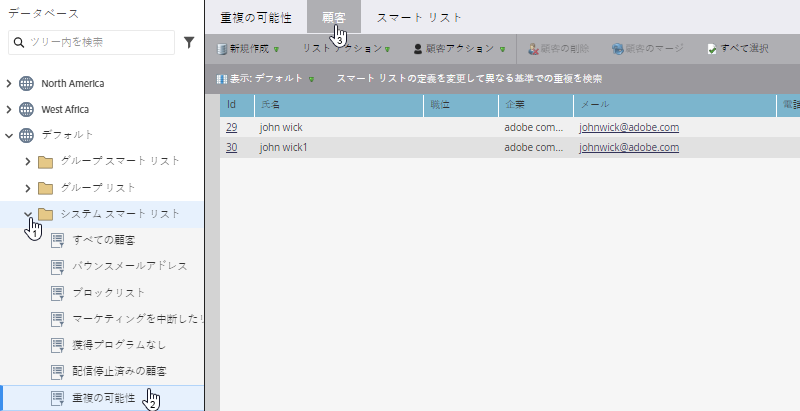 データベース
ツリー内を検索
North America
West Africa
デフォルト
グループ スマート リスト
グループ リスト
システム スマート リスト
1
すべての顧客
バウンスメールアドレス
ブロックリスト
マーケティングを中断したリ
獲得プログラムなし
配信停止済みの顧客
重複の可能性
2
重複の可能性 顧客 スマート リスト
3
新規作成 リスト アクション 顧客アクション 顧客の削除 顧客のマージ すべて選択
表示: デフォルト スマート リストの定義を変更して異なる基準での重複を検索
Id 氏名 職位 企業 メール 電話
29 john wick adobe com... johnwick@adobe.com
30 john wick1 adobe com... johnwick@adobe.com